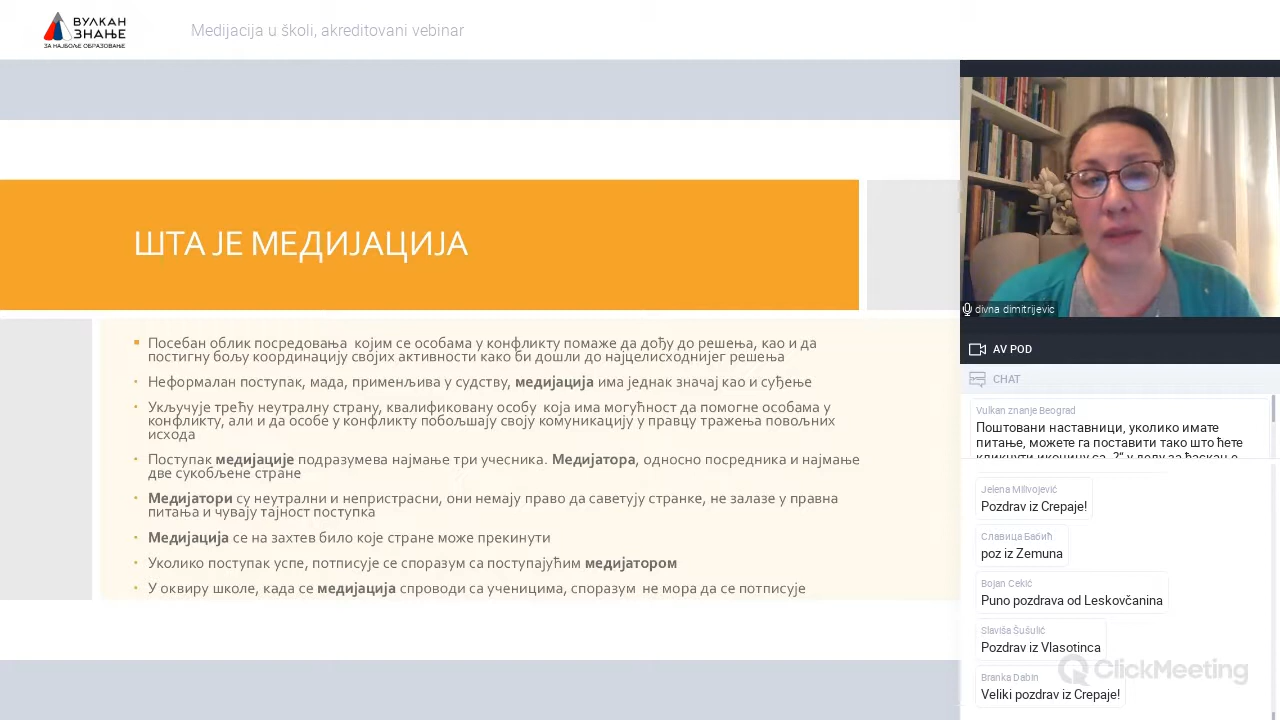 ВУЛКАН
ЗНАЊЕ
ЗА НАЈБОЉЕ ОБРАЗОВАЊЕ
Medijacija u školi, akreditovani vebinar
ШТА ЈЕ МЕДИЈАЦИЈА
Посебан облик посредовања којим се особама у конфликту помаже да дођу до решења, као и да
постигну бољу координацију својих активности како би дошли до најцелисходнијег решења
Неформалан поступак, мада, применљива у судству, медијација има једнак значај као и суђење
Укључује трећу неутралну страну, квалификовану особу која има могућност да помогне особама у
конфликту, али и да особе у конфликту побољшају своју комуникацију у правцу тражења повољних
исхода
Поступак медијације подразумева најмање три учесника. Медијатора, односно посредника и најмање
две сукобљене стране
Медијатори су неутрални и непристрасни, они немају право да саветују странке, не залазе у правна
питања и чувају тајност поступка
Медијација се на захтев било које стране може прекинути
Уколико поступак успе, потписује се споразум са поступајућим медијатором
У оквиру школе, када се медијација спроводи са ученицима, споразум не мора да се потписује
divna dimitrijevic
AV POD
CHAT
Vulkan znanje Beograd
Поштовани наставници, уколико имате
питање, можете га поставити тако што ћете
кликнути иконицу са „?“ у делу за ћаскање
Jelena Milivojević
Pozdrav iz Crepaje!
Славица Бабић
poz iz Zemuna
Bojan Cekić
Puno pozdrava od Leskovčanina
Slaviša Šušulić
Pozdrav iz Vlasotinca
ClickMeeting
Branka Dabin
Veliki pozdrav iz Crepaje!